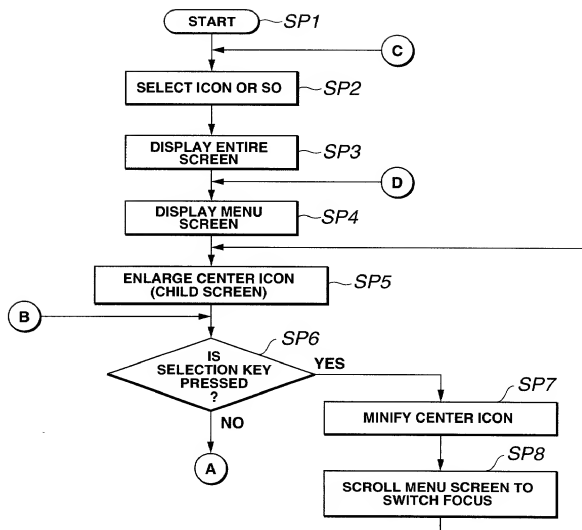 START
SP1
C
SELECT ICON OR SO
SP2
DISPLAY ENTIRE
SCREEN
SP3
D
DISPLAY MENU
SCREEN
SP4
ENLARGE CENTER ICON
(CHILD SCREEN)
SP5
B
SP6
IS
SELECTION KEY
PRESSED
?
YES
NO
A
SP7
MINIFY CENTER ICON
SP8
SCROLL MENU SCREEN TO
SWITCH FOCUS